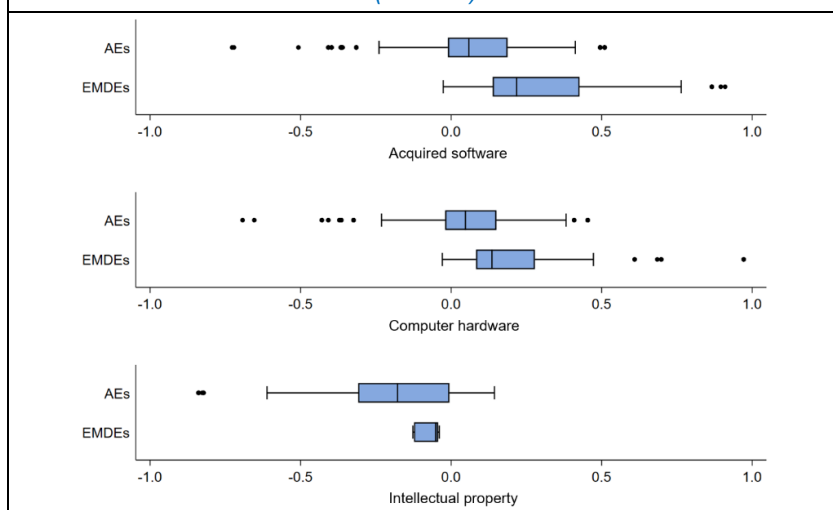 AEs
EMDEs
-1.0 -0.5 0.0 0.5 1.0
Acquired software
AEs
EMDEs
-1.0 -0.5 0.0 0.5 1.0
Computer hardware
AEs
EMDEs
-1.0 -0.5 0.0 0.5 1.0
Intellectual property